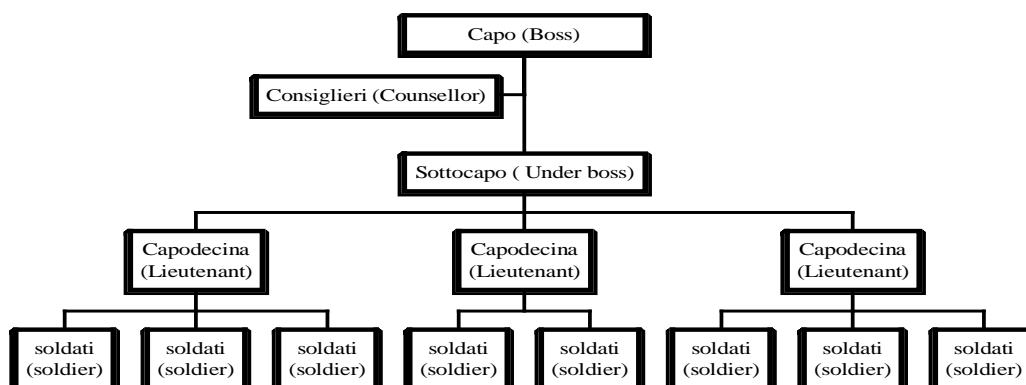 Capo (Boss)
Consiglieri (Counsellor)
Sottocapo ( Under boss)
Capodecina
(Lieutenant)
Capodecina
(Lieutenant)
Capodecina
(Lieutenant)
soldati
(soldier)
soldati
(soldier)
soldati
(soldier)
soldati
(soldier)
soldati
(soldier)
soldati
(soldier)
soldati
(soldier)
soldati
(soldier)